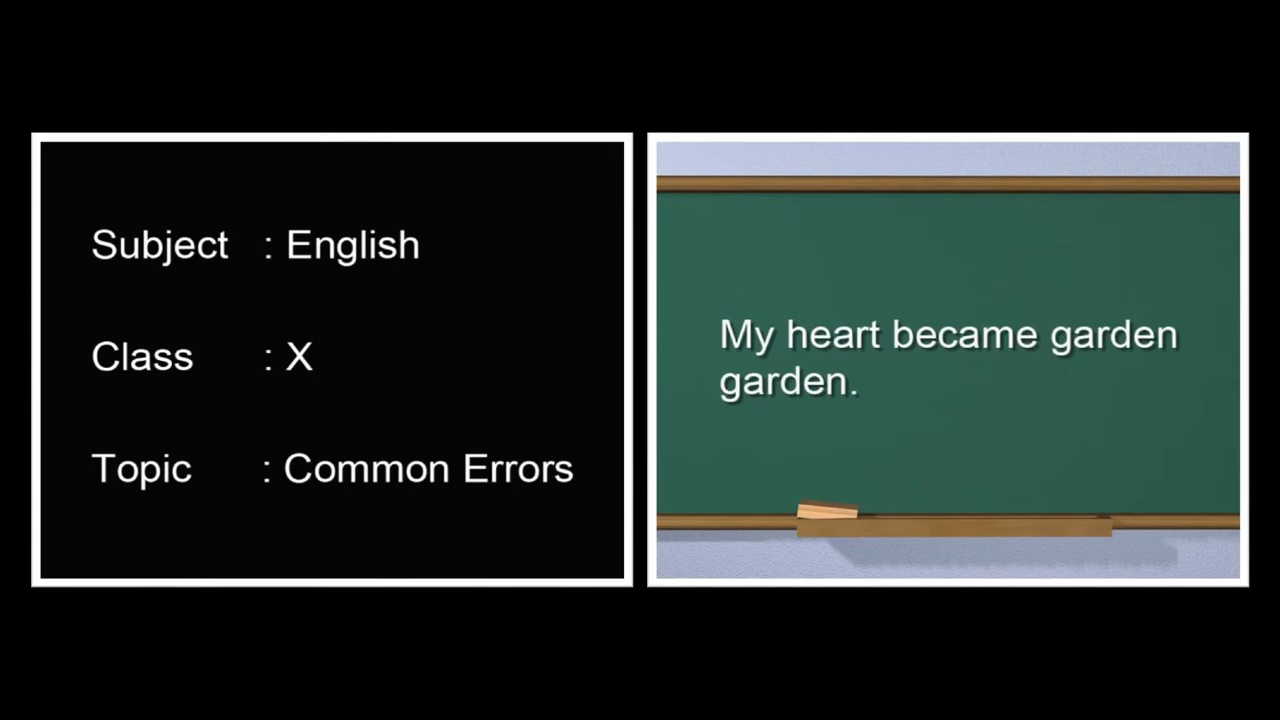 Subject : English
Class : X
Topic : Common Errors
My heart became garden
garden.